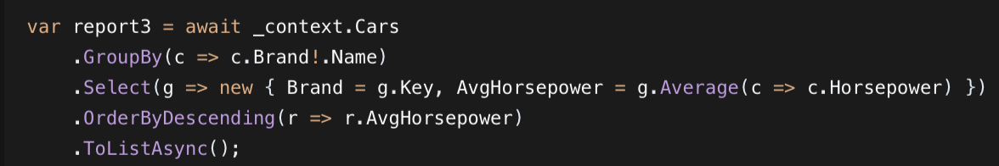 var report3 = await _context.Cars
    .GroupBy(c => c.Brand!.Name)
    .Select(g => new { Brand = g.Key, AvgHorsepower = g.Average(c => c.Horsepower) })
    .OrderByDescending(r => r.AvgHorsepower)
    .ToListAsync();